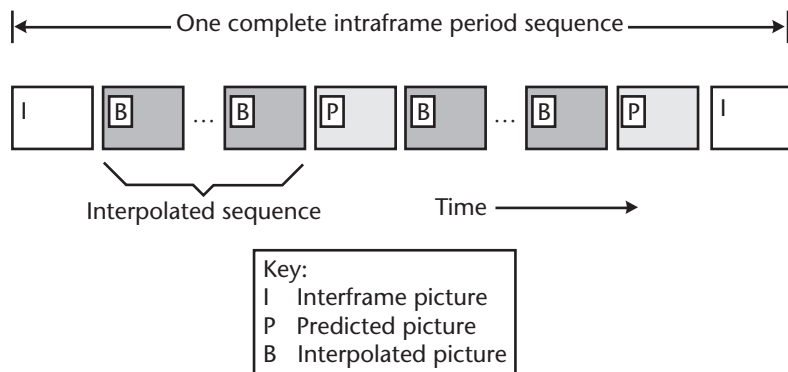 One complete intraframe period sequence
I B ... B P B ... B P I
Interpolated sequence
Time
Key:
I Interframe picture
P Predicted picture
B Interpolated picture